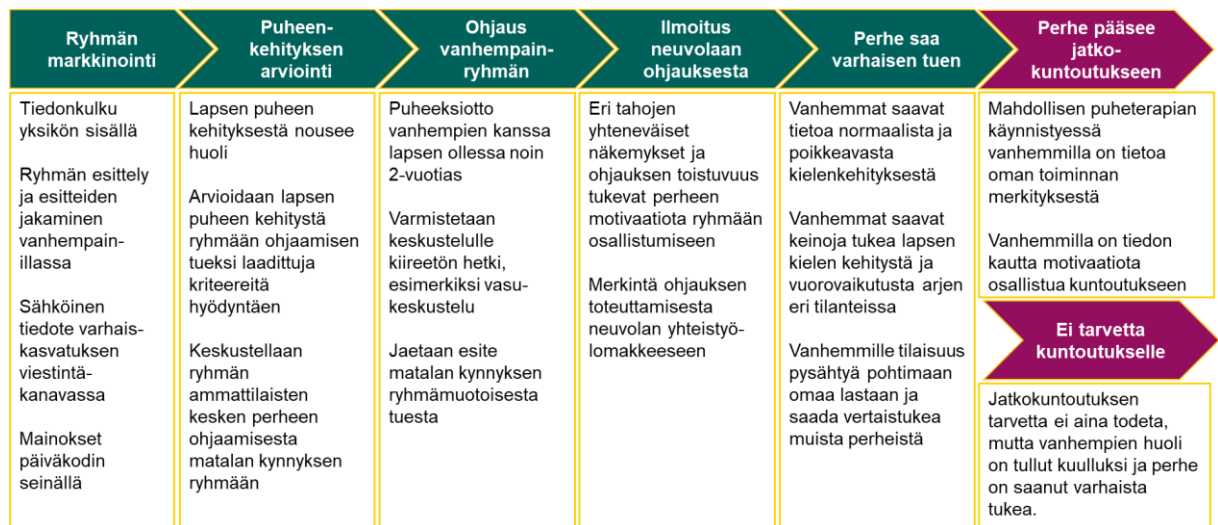 Ryhmän
markkinointi
Tiedonkulku
yksikön sisällä
Ryhmän esittely
ja esitteiden
jakaminen
vanhempain-
illassa
Sähköinen
tiedote varhais-
kasvatuksen
viestintä-
kanavassa
Mainokset
päiväkodin
seinällä
Puheen-
kehityksen
arviointi
Lapsen puheen
kehityksestä nousee
huoli
Arvioidaan lapsen
puheen kehitystä
ryhmään ohjaamisen
tueksi laadittuja
kriteereitä
hyödyntäen
Keskustellaan
ryhmän
ammattilaisten
kesken perheen
ohjaamisesta
matalan kynnyksen
ryhmään
Ohjaus
vanhempain-
ryhmän
Puheeksiotto
vanhempien kanssa
lapsen ollessa noin
2-vuotias
Varmistetaan
keskustelulle
kiireetön hetki,
esimerkiksi vasu-
keskustelu
Jaetaan esite
matalan kynnyksen
ryhmämuotoisesta
tuesta
Ilmoitus
neuvolaan
ohjauksesta
Eri tahojen
yhteneväiset
näkemykset ja
ohjauksen toistuvuus
tukevat perheen
motivaatiota ryhmään
osallistumiseen
Merkintä ohjauksen
toteuttamisesta
neuvolan yhteistyö-
lomakkeeseen
Perhe saa
varhaisen tuen
Vanhemmat saavat
tietoa normaalista ja
poikkeavasta
kielenkehityksestä
Vanhemmat saavat
keinoja tukea lapsen
kielen kehitystä ja
vuorovaikutusta arjen
eri tilanteissa
Vanhemmille tilaisuus
pysähtyä pohtimaan
omaa lastaan ja
saada vertaistukea
muista perheistä
Perhe pääsee
jatko-
kuntoutukseen
Mahdollisen puheterapian
käynnistyessä
vanhemmilla on tietoa
oman toiminnan
merkityksestä
Vanhemmilla on tiedon
kautta motivaatiota
osallistua kuntoutukseen
Ei tarvetta
kuntoutukselle
Jatkokuntoutuksen
tarvetta ei aina todeta,
mutta vanhempien huoli
on tullut kuulluksi ja perhe
on saanut varhaista
tukea.